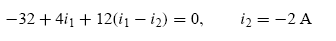 −32 + 4i₁ + 12(i₁ − i₂) = 0, i₂ = −2 A